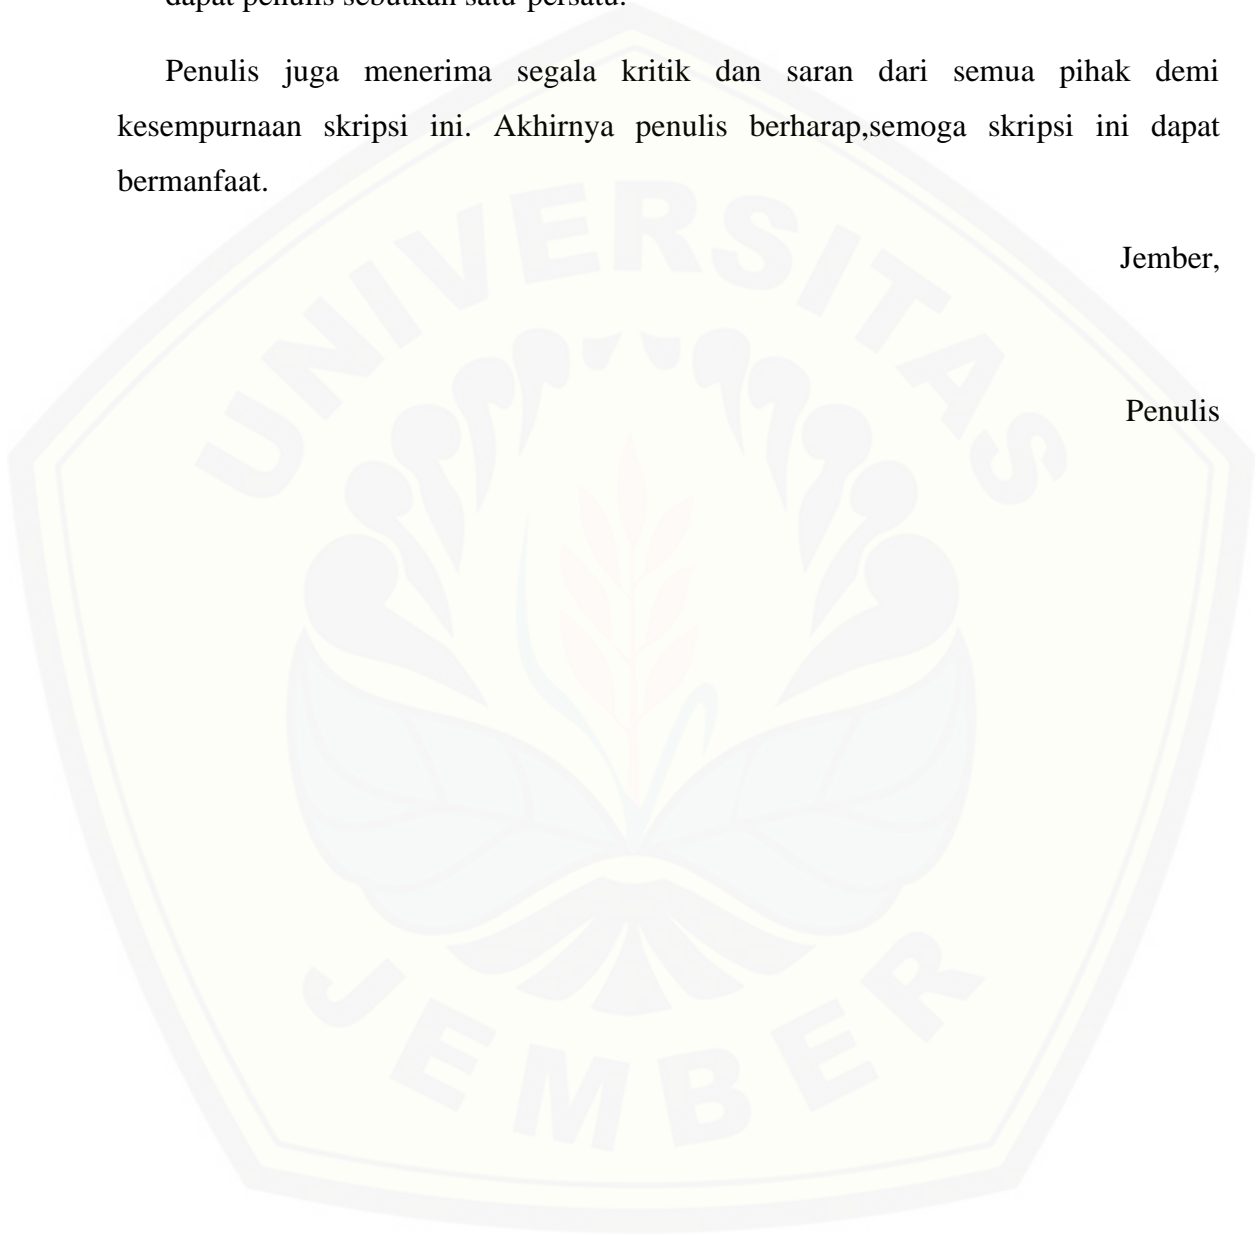 dapat penulis sebutkan satu-persatu.
Penulis juga menerima segala kritik dan saran dari semua pihak demi
kesempurnaan skripsi ini. Akhirnya penulis berharap,semoga skripsi ini dapat
bermanfaat.
Jember,
Penulis
UNIVERSITAS
JEMBER